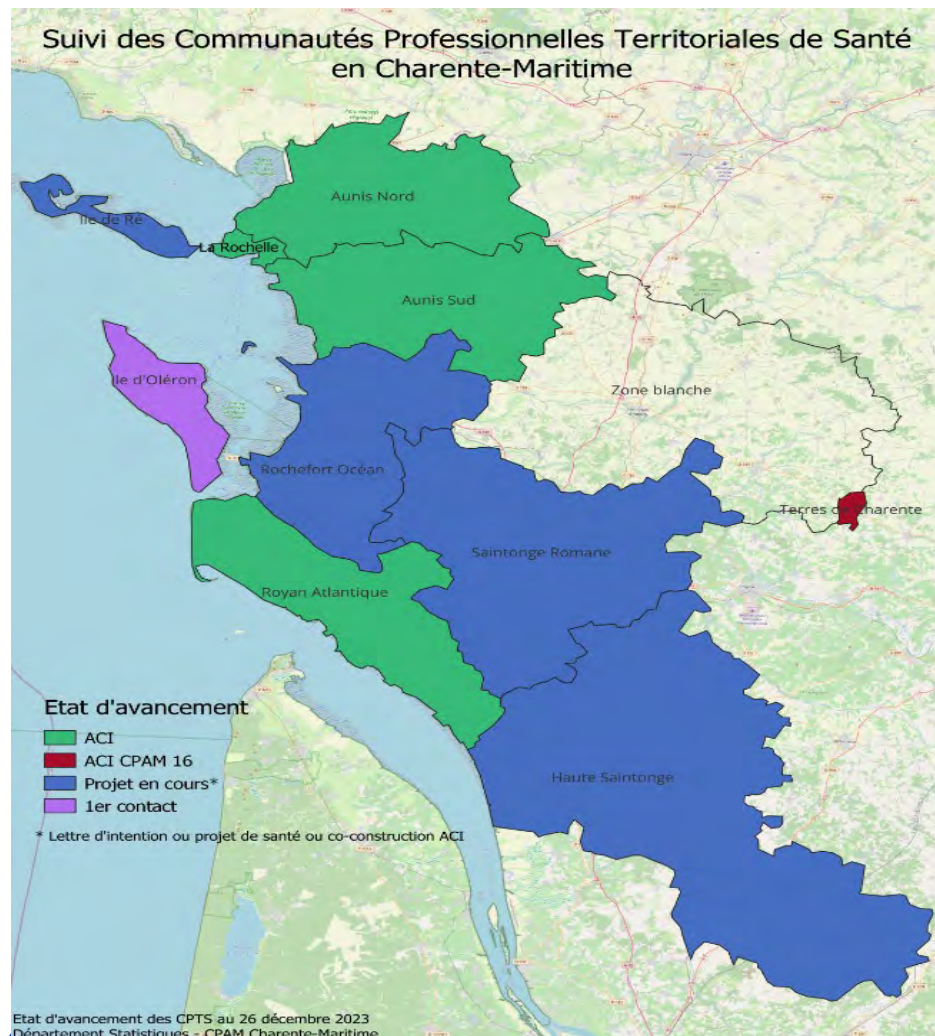 Suivi des Communautés Professionnelles Territoriales de Santé
en Charente-Maritime
Aunis Nord
Ile de Ré
La Rochelle
Aunis Sud
Ile d'Oléron
Zone blanche
Rochefort Océan
Terres de Charente
Saintonge Romane
Royan Atlantique
Haute Saintonge
Etat d'avancement
ACI
ACI CPAM 16
Projet en cours*
1er contact
* Lettre d'intention ou projet de santé ou co-construction ACI
Etat d'avancement des CPTS au 26 décembre 2023
Département Statistiques - CPAM Charente-Maritime